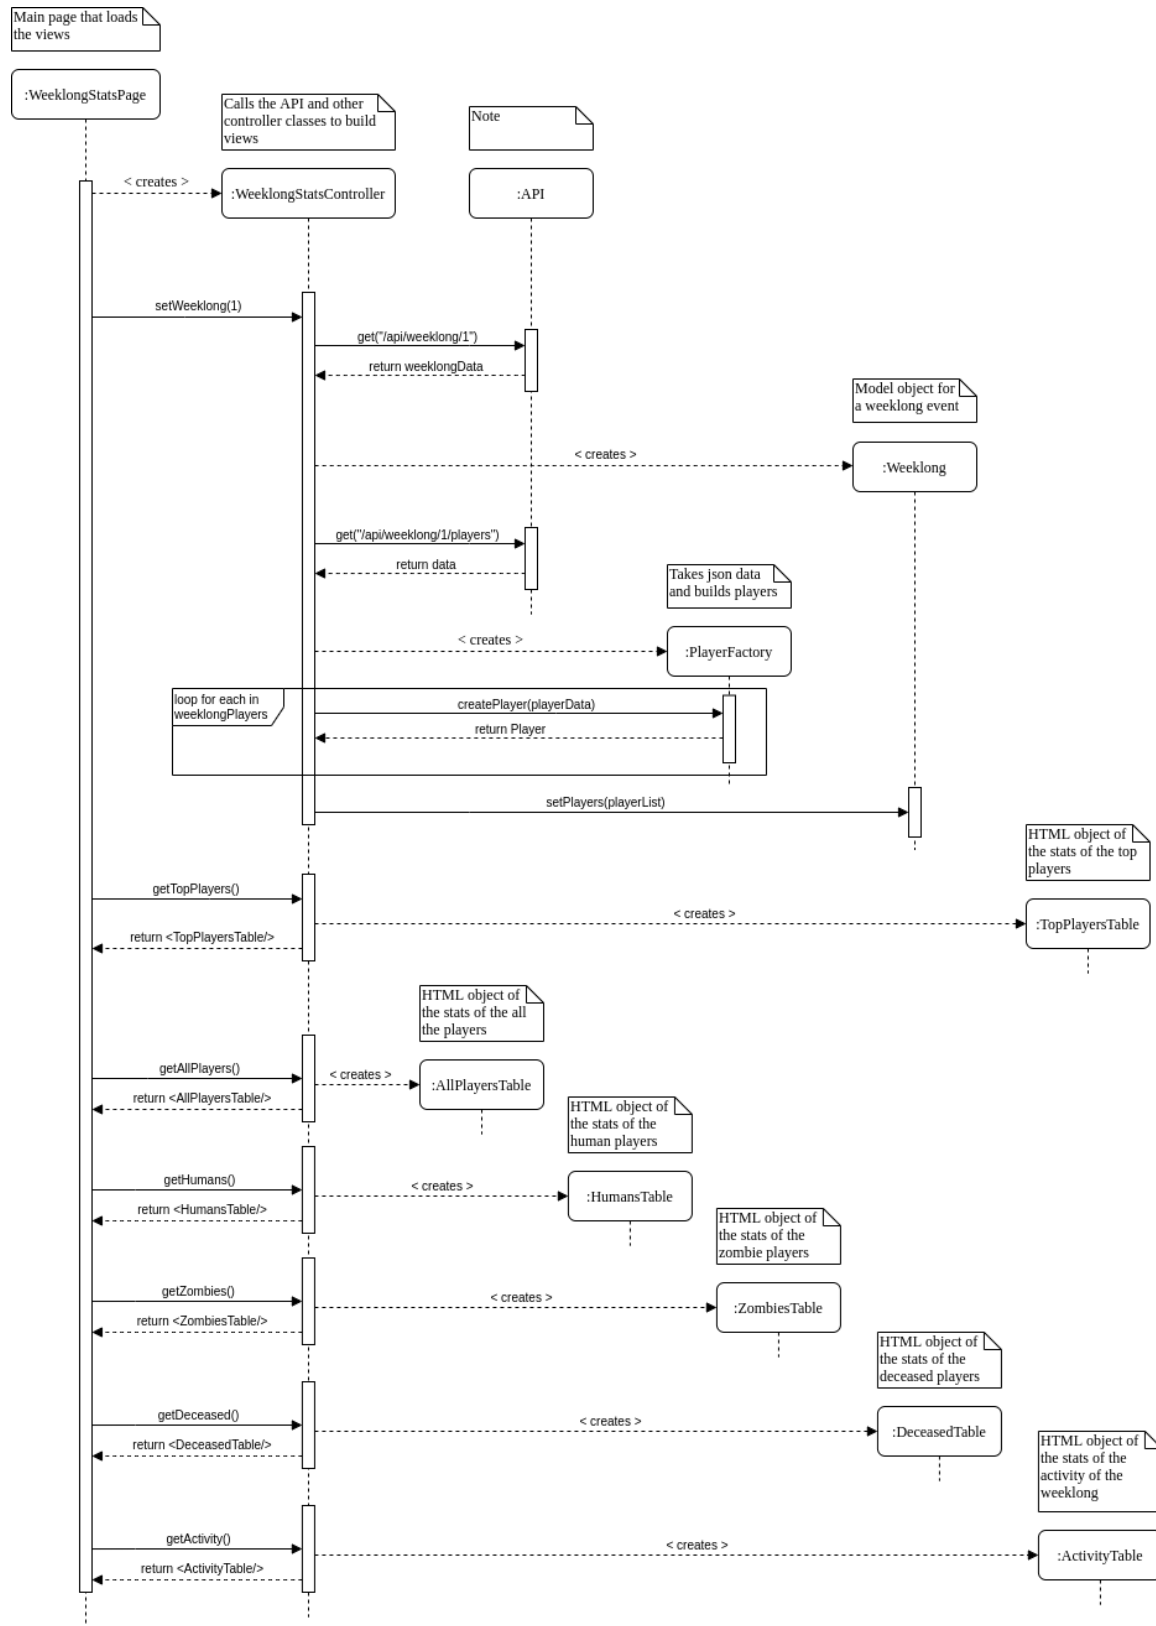 Main page that loads
the views
:WeeklongStatsPage
Calls the API and other
controller classes to build
views
Note
< creates >
:WeeklongStatsController
:API
setWeeklong(1)
get("/api/weeklong/1")
return weeklongData
Model object for
a weeklong event
< creates >
:Weeklong
get("/api/weeklong/1/players")
return data
Takes json data
and builds players
< creates >
:PlayerFactory
loop for each in
weeklongPlayers
createPlayer(playerData)
return Player
setPlayers(playerList)
HTML object of
the stats of the top
players
getTopPlayers()
< creates >
:TopPlayersTable
return <TopPlayersTable/>
HTML object of
the stats of the all
the players
getAllPlayers()
< creates >
:AllPlayersTable
return <AllPlayersTable/>
HTML object of
the stats of the
human players
getHumans()
< creates >
:HumansTable
return <HumansTable/>
HTML object of
the stats of the
zombie players
getZombies()
< creates >
:ZombiesTable
return <ZombiesTable/>
HTML object of
the stats of the
deceased players
getDeceased()
< creates >
:DeceasedTable
return <DeceasedTable/>
HTML object of
the stats of the
activity of the
weeklong
getActivity()
< creates >
:ActivityTable
return <ActivityTable/>